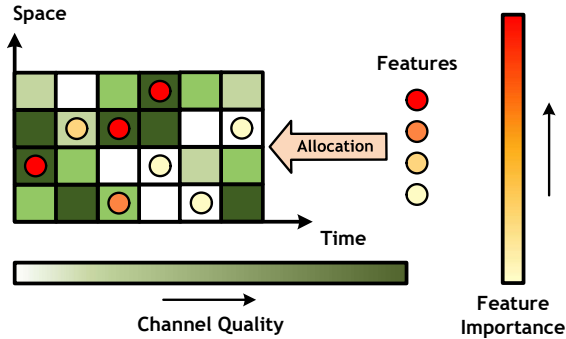 Space
Features
Allocation
Time
Channel Quality
Feature
Importance